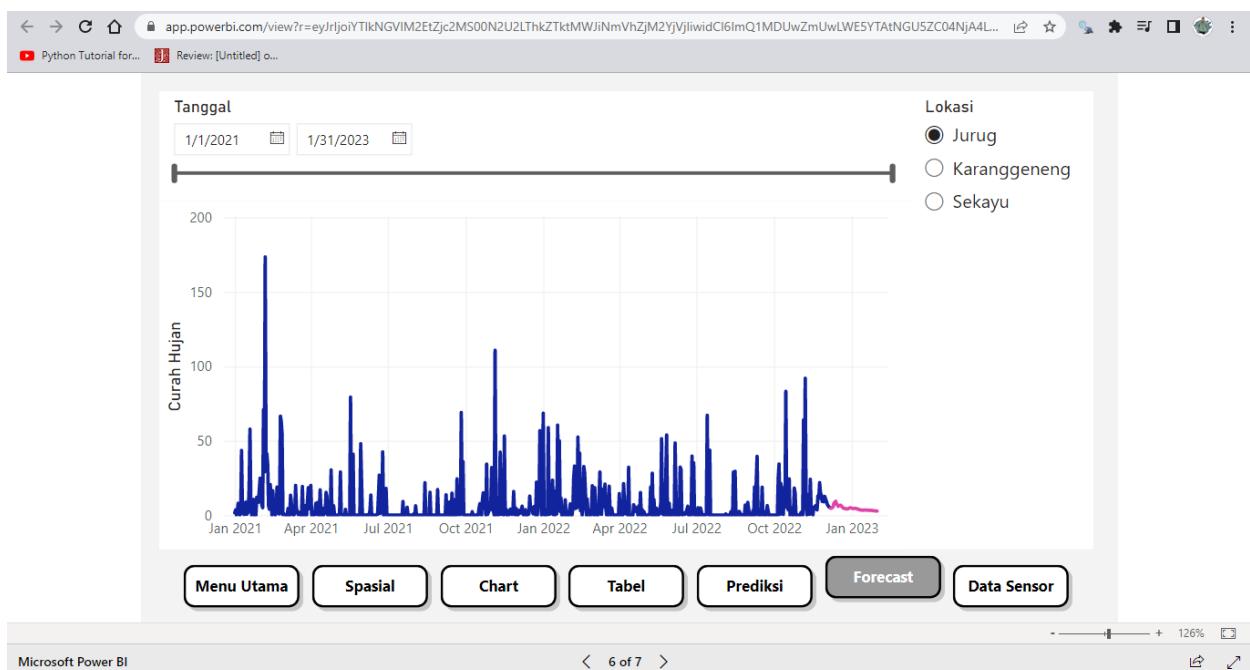 app.powerbi.com/view?r=eyJrIjoiYTlkNGVlM2EtZjc2MS00N2U2LThkZTktMWJiNmVhZjM2YjVjIiwidCI6ImQ1MDUwZmUwLWE5YTAtNGU5ZC04NjA4L...
Python Tutorial for...
Review: [Untitled] o...
Tanggal
1/1/2021
1/31/2023
Lokasi
Jurug
Karanggeneng
Sekayu
Curah Hujan
200
150
100
50
0
Jan 2021 Apr 2021 Jul 2021 Oct 2021 Jan 2022 Apr 2022 Jul 2022 Oct 2022 Jan 2023
Menu Utama Spasial Chart Tabel Prediksi Forecast Data Sensor
- + 126%
Microsoft Power BI
6 of 7